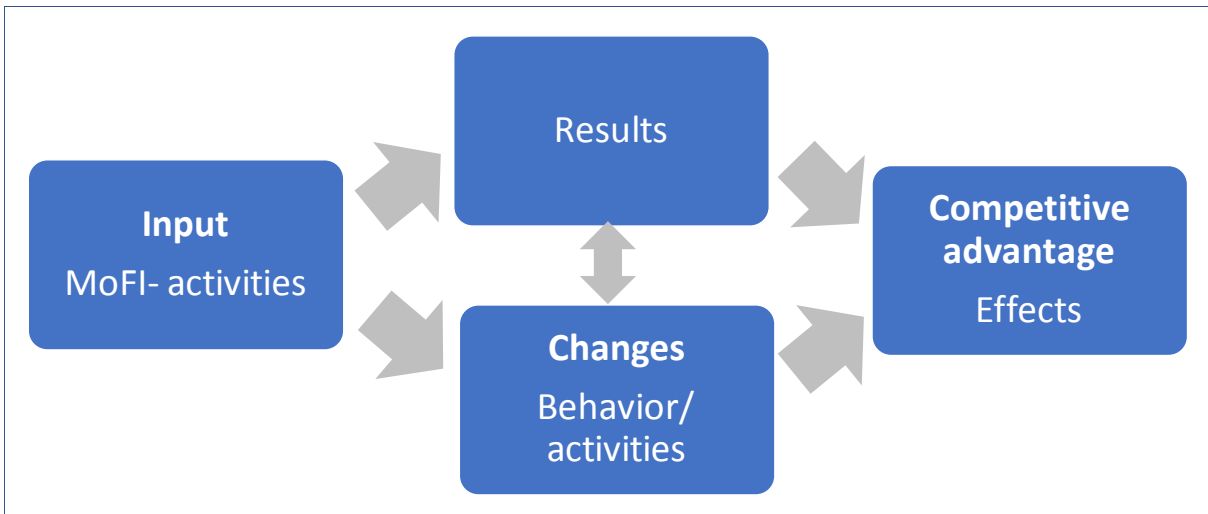 Results
Input
MoFI- activities
Competitive
advantage
Effects
Changes
Behavior/
activities